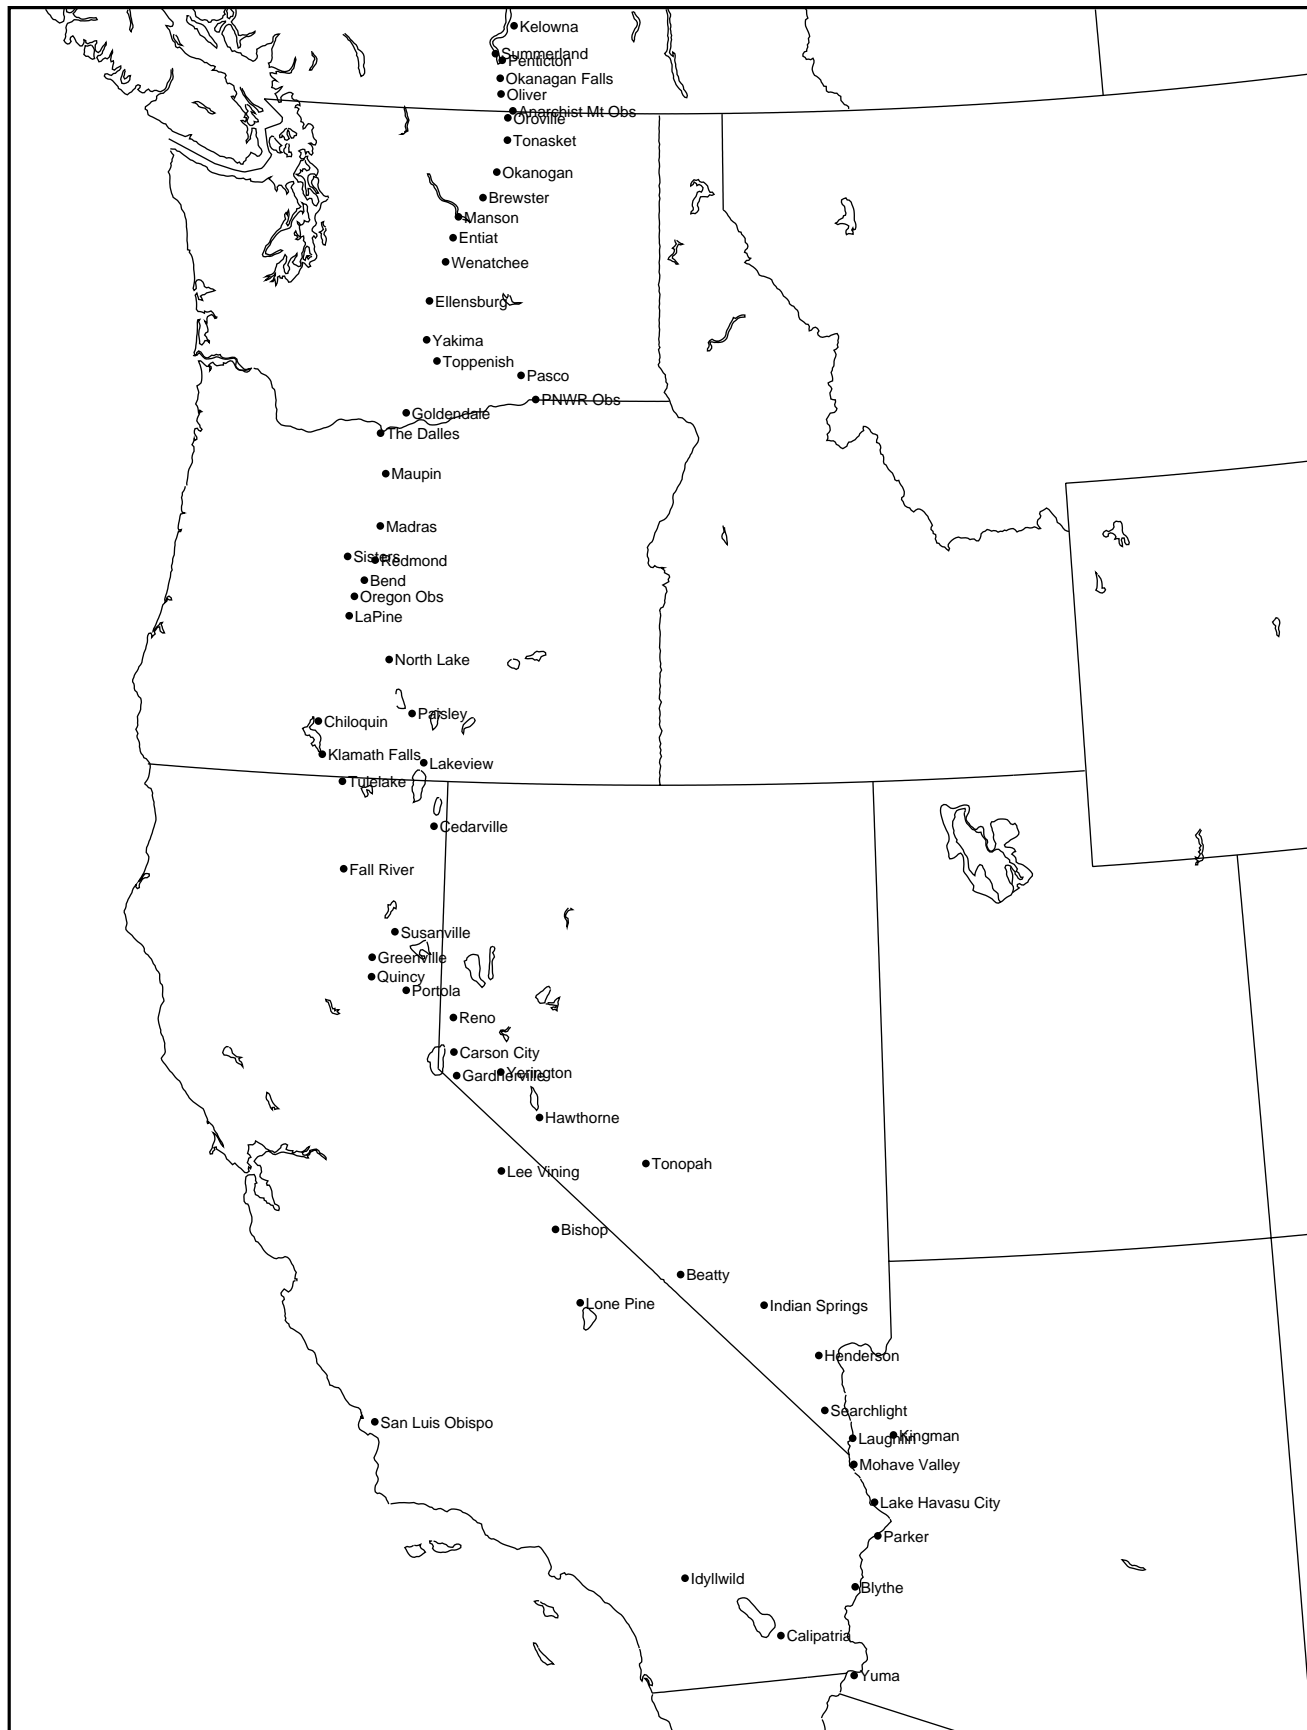 Kelowna
Summerland
Penticton
Okanagan Falls
Oliver
Anarchist Mt Obs
Oroville
Tonasket
Okanogan
Brewster
Manson
Entiat
Wenatchee
Ellensburg
Yakima
Toppenish
Pasco
PNWR Obs
Goldendale
The Dalles
Maupin
Madras
Sisters
Redmond
Bend
Oregon Obs
LaPine
North Lake
Paisley
Chiloquin
Klamath Falls
Lakeview
Tulelake
Cedarville
Fall River
Susanville
Greenville
Quincy
Portola
Reno
Carson City
Yerington
Gardnerville
Hawthorne
Tonopah
Lee Vining
Bishop
Beatty
Lone Pine
Indian Springs
Henderson
Searchlight
San Luis Obispo
Kingman
Laughlin
Mohave Valley
Lake Havasu City
Parker
Idyllwild
Blythe
Calipatria
Yuma